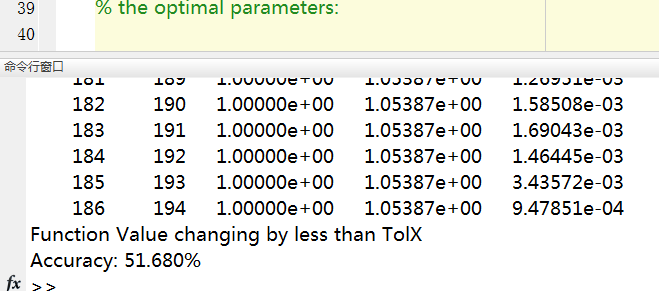 39 % the optimal parameters:
40
命令行窗口
181 189 1.00000e+00 1.05387e+00 1.26951e-03
182 190 1.00000e+00 1.05387e+00 1.58508e-03
183 191 1.00000e+00 1.05387e+00 1.69043e-03
184 192 1.00000e+00 1.05387e+00 1.46445e-03
185 193 1.00000e+00 1.05387e+00 3.43572e-03
186 194 1.00000e+00 1.05387e+00 9.47851e-04
Function Value changing by less than TolX
Accuracy: 51.680%
fx >>